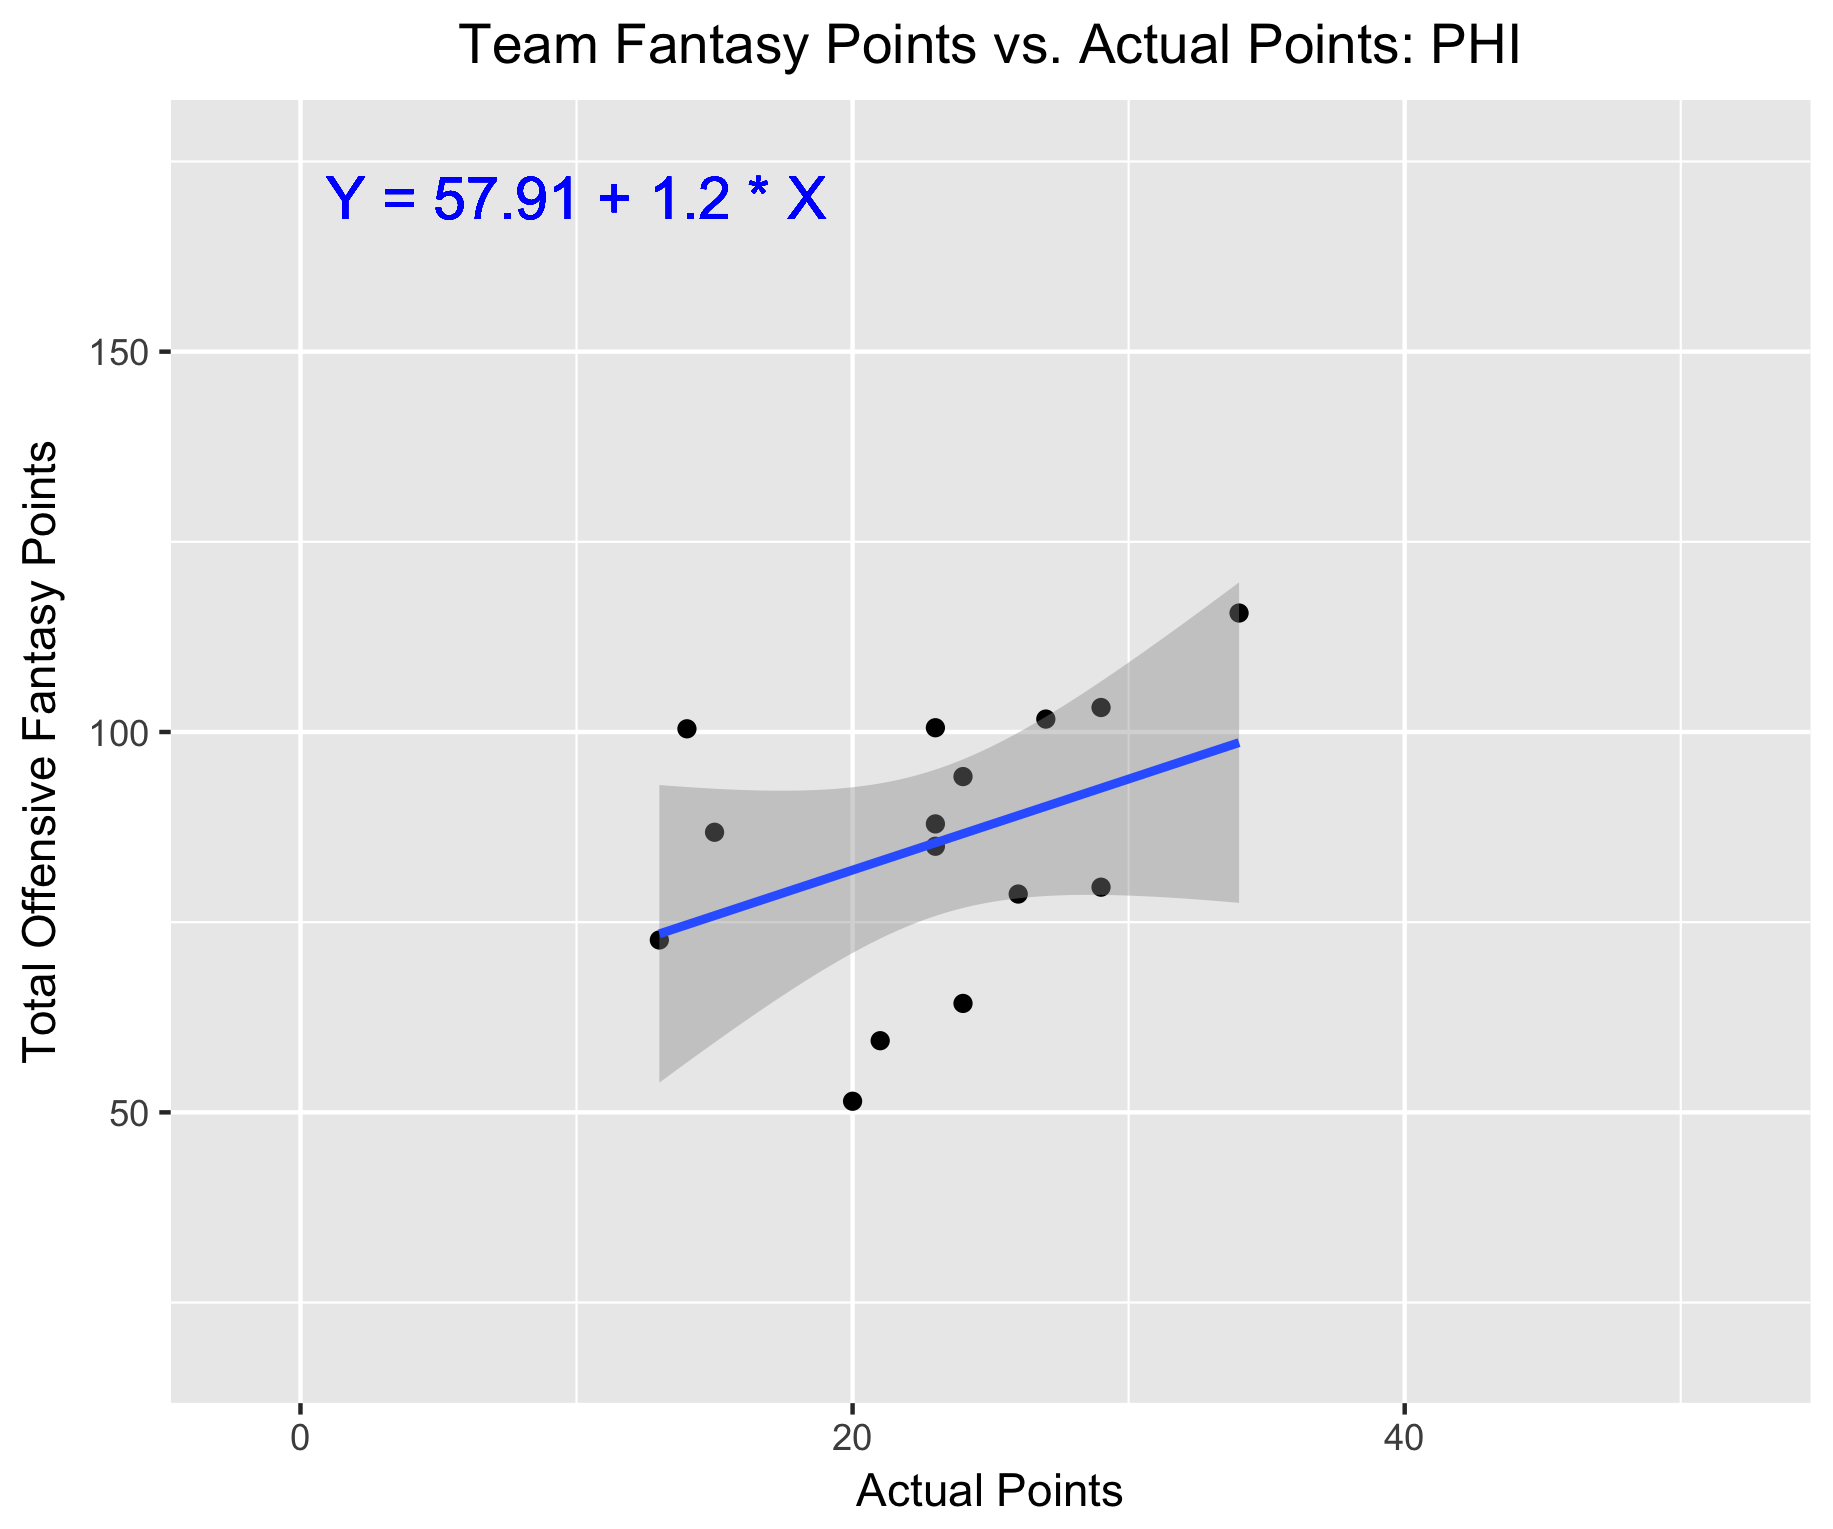 Team Fantasy Points vs. Actual Points: PHI
Y = 57.91 + 1.2 * X
Total Offensive Fantasy Points
150
100
50
0
20
40
Actual Points